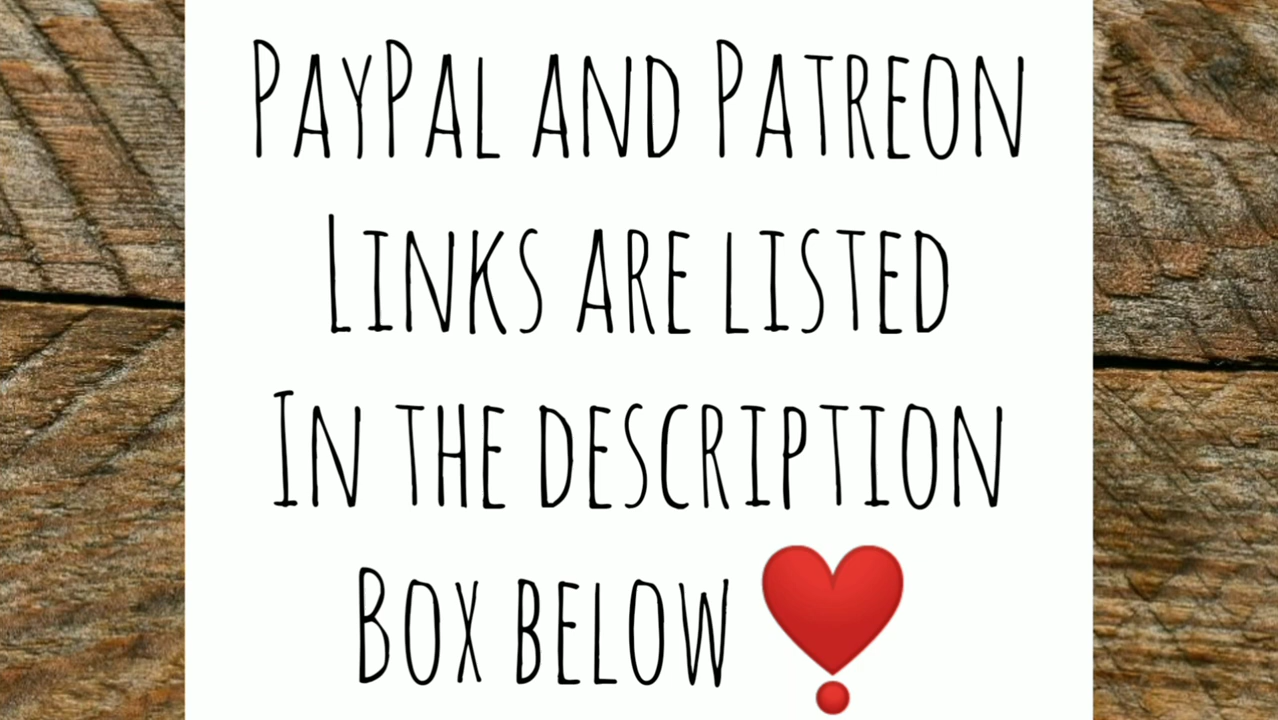 PayPal and Patreon
Links are listed
In the description
Box below ❣